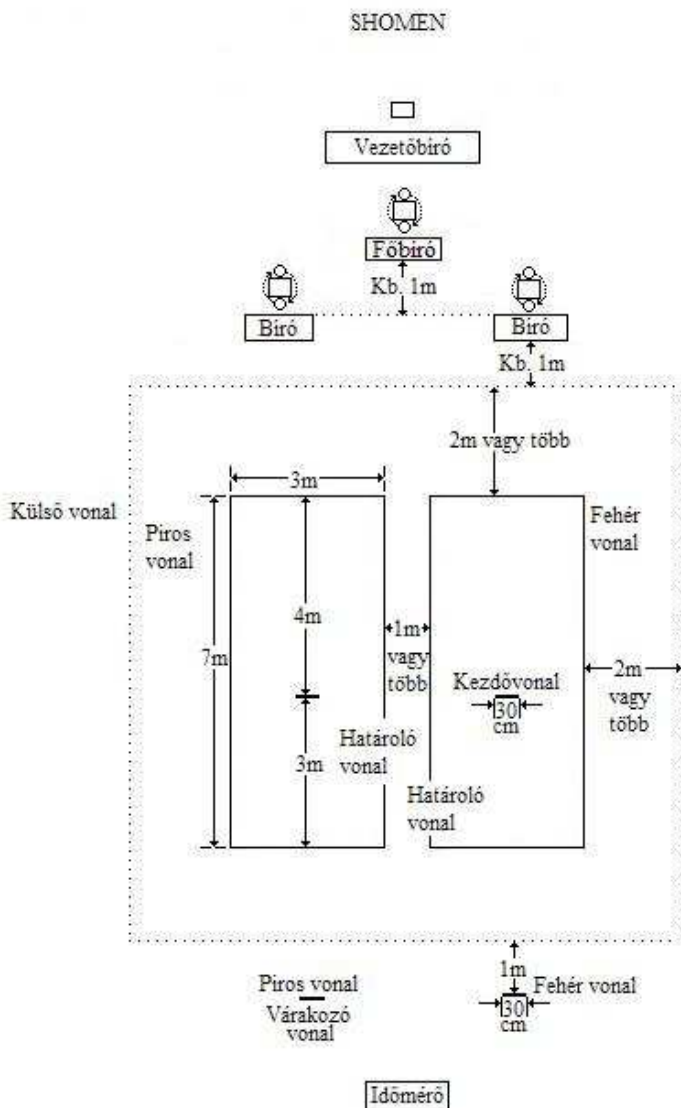 SHOMEN
Vezetőbíró
Főbíró
Kb. 1m
Bíró
Bíró
Kb. 1m
2m vagy több
3m
Külső vonal
Piros
vonal
Fehér
vonal
4m
7m
1m
vagy
több
Kezdővonal
30
cm
2m
vagy
több
3m
Határoló
vonal
Határoló
vonal
1m
Piros vonal
Várakozó
vonal
Fehér vonal
30
cm
Időmérő